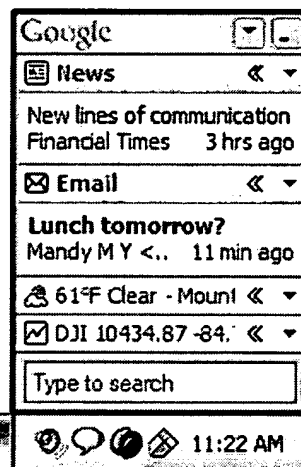 Google
News
New lines of communication
Financial Times 3 hrs ago
Email
Lunch tomorrow?
Mandy M Y <.. 11 min ago
61°F Clear - Mount
DJI 10434.87 -84.
Type to search
11:22 AM